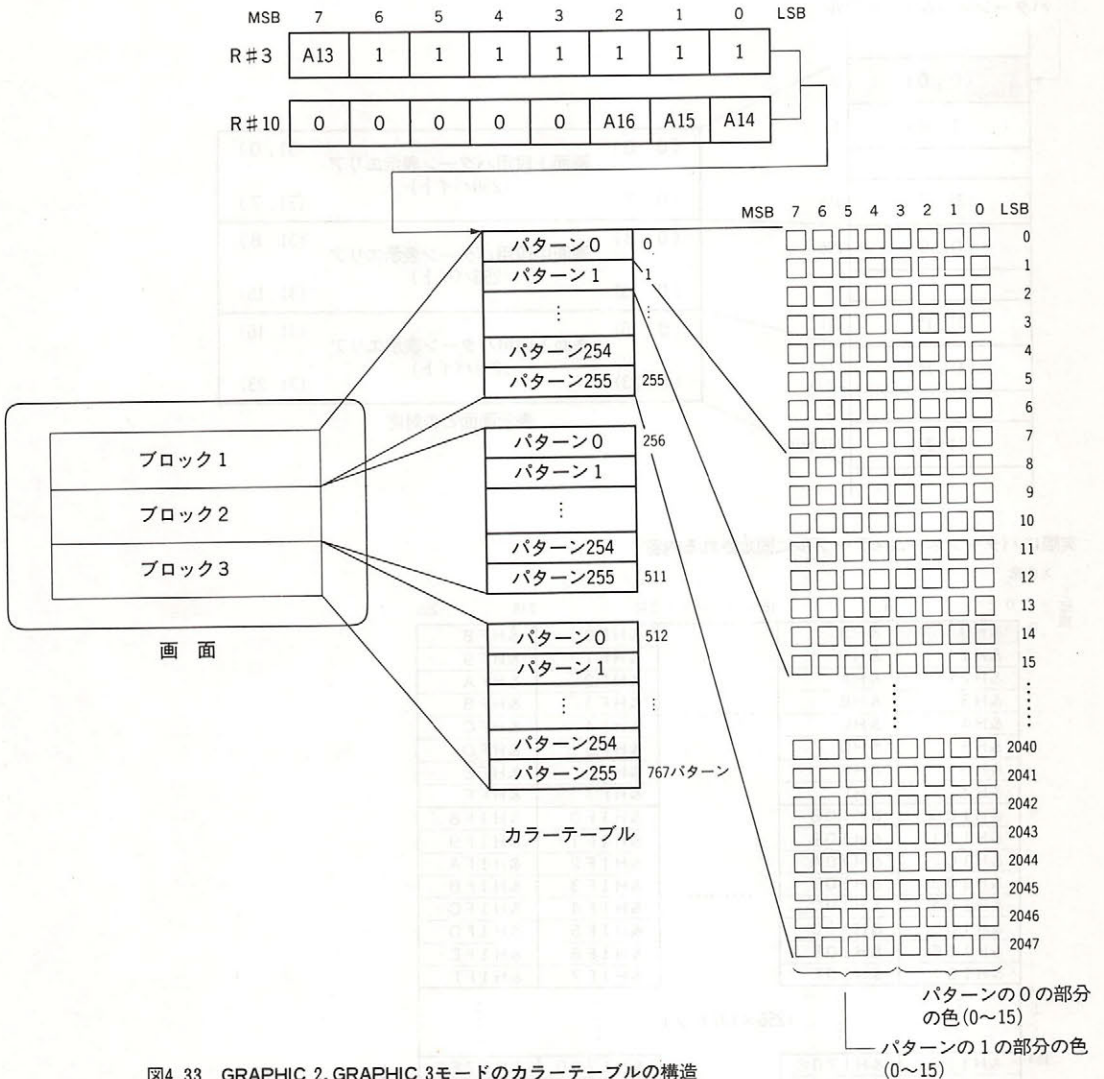 MSB 7 6 5 4 3 2 1 0 LSB
R#3 A13 1 1 1 1 1 1 1
R#10 0 0 0 0 0 A16 A15 A14
MSB 7 6 5 4 3 2 1 0 LSB
パターン0 0
パターン1 1
⋮ ⋮
パターン254
パターン255 255
パターン0 256
パターン1
⋮
パターン254
パターン255 511
パターン0 512
パターン1
⋮ ⋮
パターン254
パターン255 767パターン
カラーテーブル
ブロック1
ブロック2
ブロック3
画 面
0
1
2
3
4
5
6
7
8
9
10
11
12
13
14
15
2040
2041
2042
2043
2044
2045
2046
2047
パターンの0の部分
の色(0~15)
パターンの1の部分の色
(0~15)
図4.33 GRAPHIC 2, GRAPHIC 3モードのカラーテーブルの構造